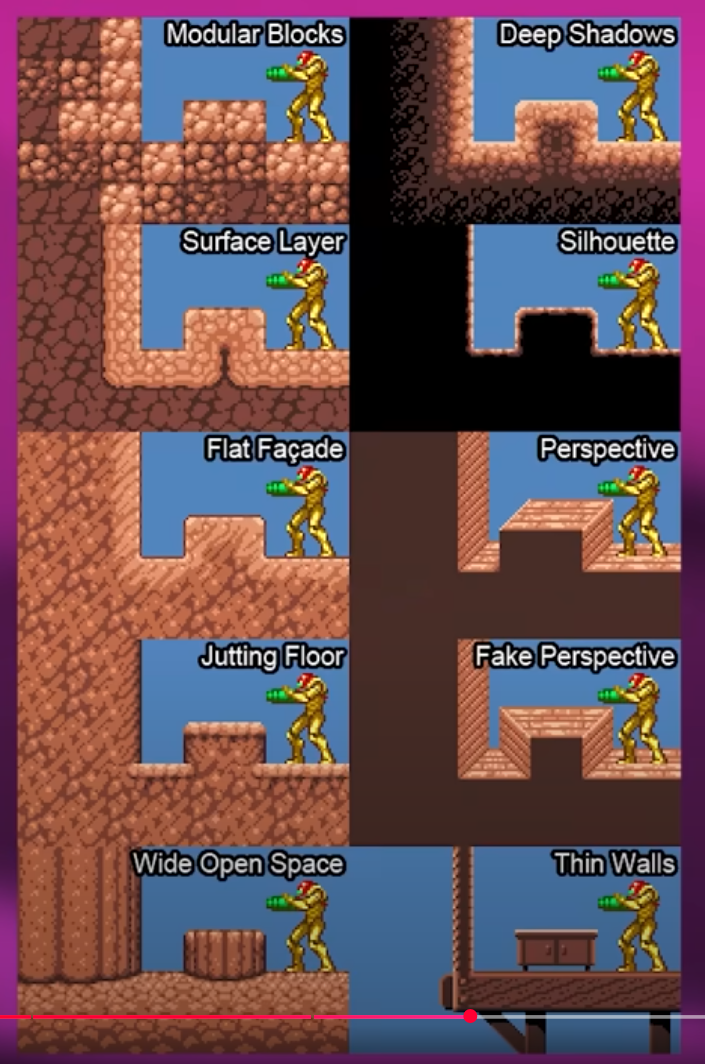 Modular Blocks
Deep Shadows
Surface Layer
Silhouette
Flat Façade
Perspective
Jutting Floor
Fake Perspective
Wide Open Space
Thin Walls